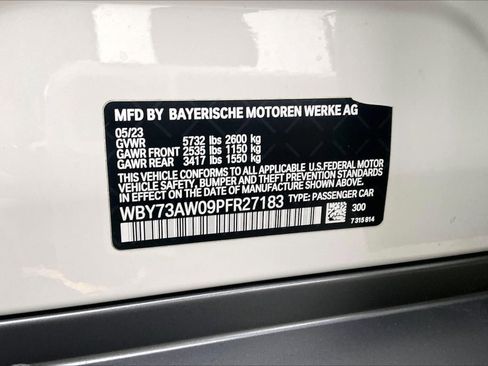 MFD BY BAYERISCHE MOTOREN WERKE AG
05/23
GVWR 5732 lbs 2600 kg
GAWR FRONT 2535 lbs 1150 kg
GAWR REAR 3417 lbs 1550 kg
THIS VEHICLE CONFORMS TO ALL APPLICABLE U.S.FEDERAL MOTOR
VEHICLE SAFETY, BUMPER, AND THEFT PREVENTION STANDARDS
IN EFFECT ON THE DATE OF MANUFACTURE SHOWN ABOVE.
WBY73AW09PFR27183 TYPE: PASSENGER CAR
300
7 315 814